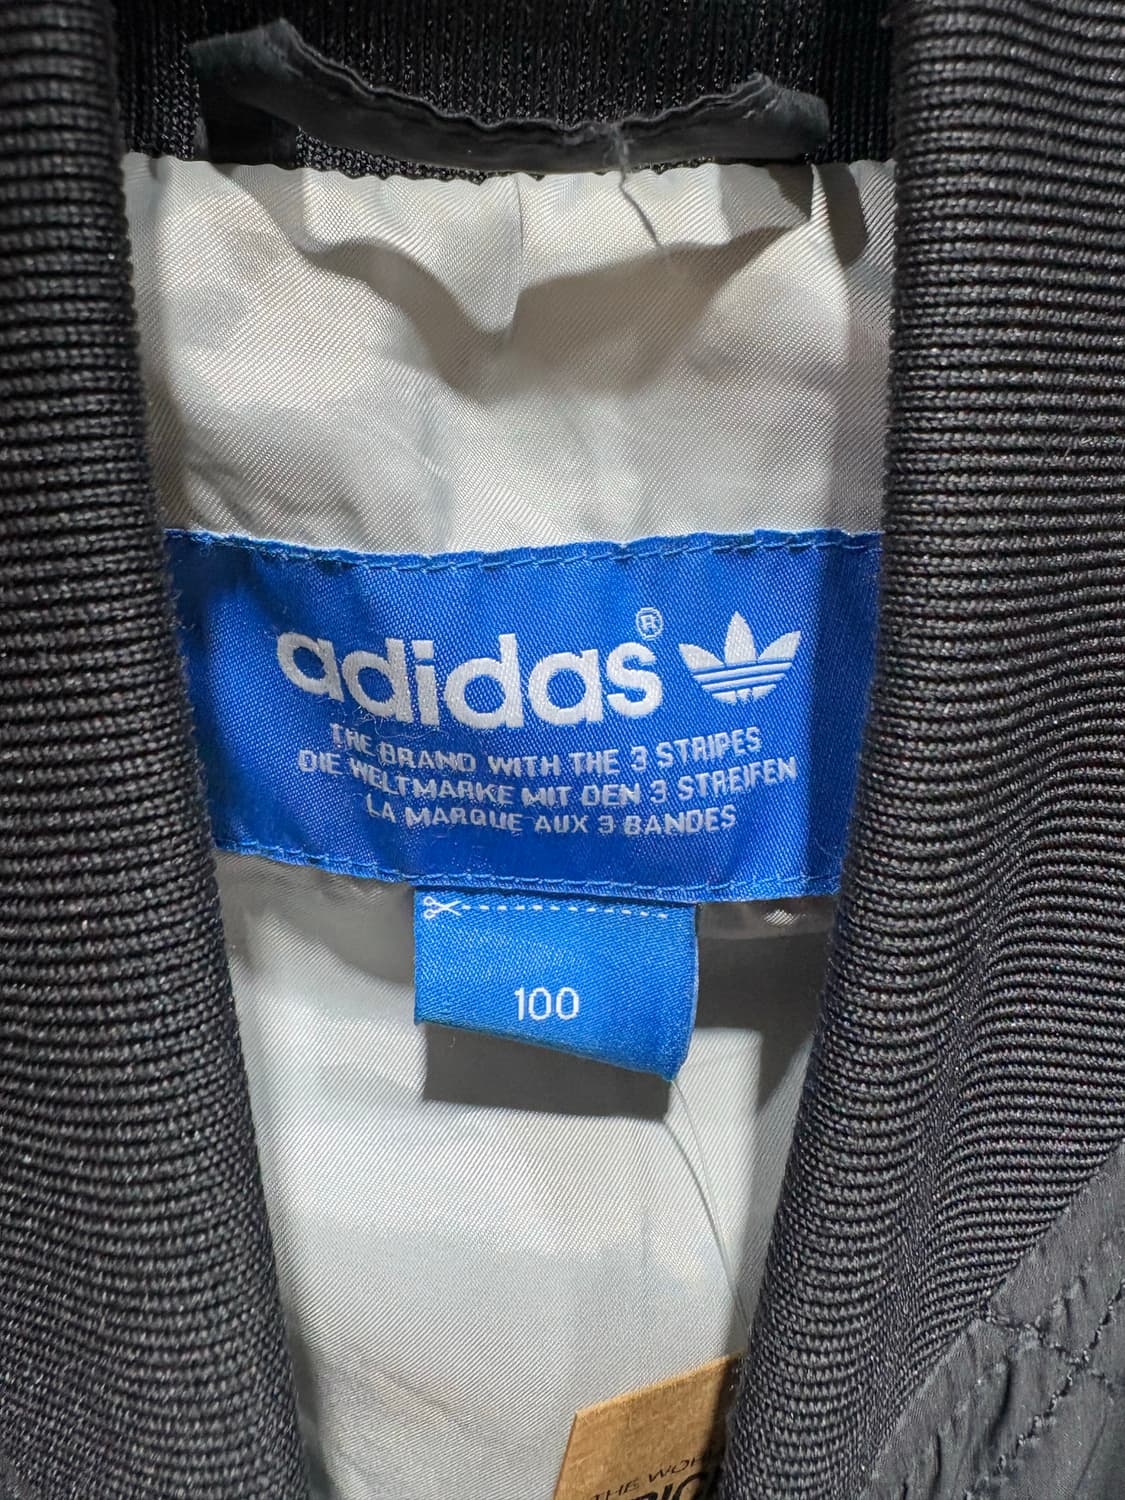 adidas®
THE BRAND WITH THE 3 STRIPES
DIE WELTMARKE MIT DEN 3 STREIFEN
LA MARQUE AUX 3 BANDES
100
THE